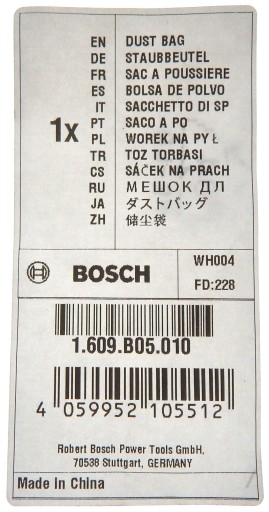 EN DUST BAG
DE STAUBBEUTEL
FR SAC A POUSSIERE
ES BOLSA DE POLVO
IT SACCHETTO DI SP
1x PT SACO A PO
PL WOREK NA PYŁ
TR TOZ TORBASI
CS SÁČEK NA PRACH
RU МЕШОК ДЛ
JA ダストバッグ
ZH 储尘袋
BOSCH
WH004
FD:228
1.609.B05.010
4 059952 105512
Robert Bosch Power Tools GmbH,
70538 Stuttgart, GERMANY
Made In China